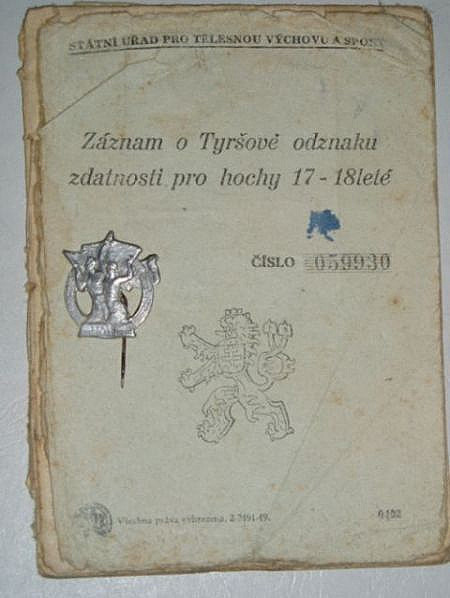 STÁTNÍ ÚŘAD PRO TĚLESNOU VÝCHOVU A SPORT
Záznam o Tyršově odznaku
zdatnosti pro hochy 17-18leté
ČÍSLO 059930
Všechna práva vyhrazena.
0402